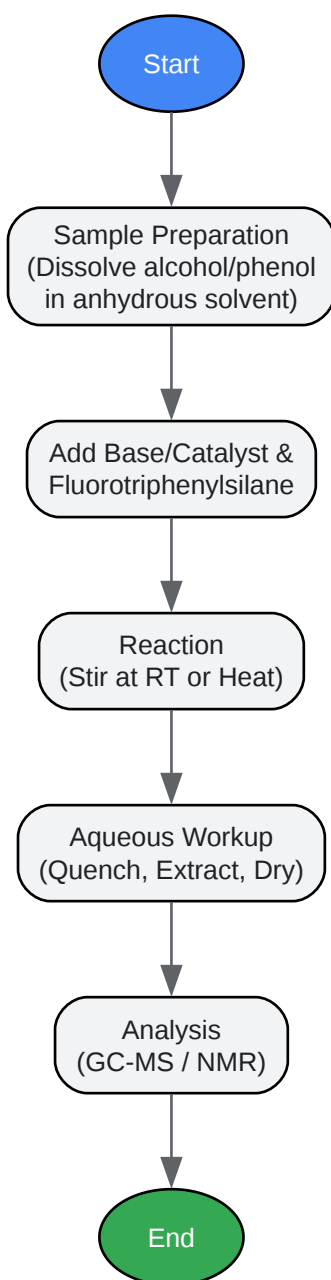 Start
Sample Preparation
(Dissolve alcohol/phenol
in anhydrous solvent)
Add Base/Catalyst &
Fluorotriphenylsilane
Reaction
(Stir at RT or Heat)
Aqueous Workup
(Quench, Extract, Dry)
Analysis
(GC-MS / NMR)
End